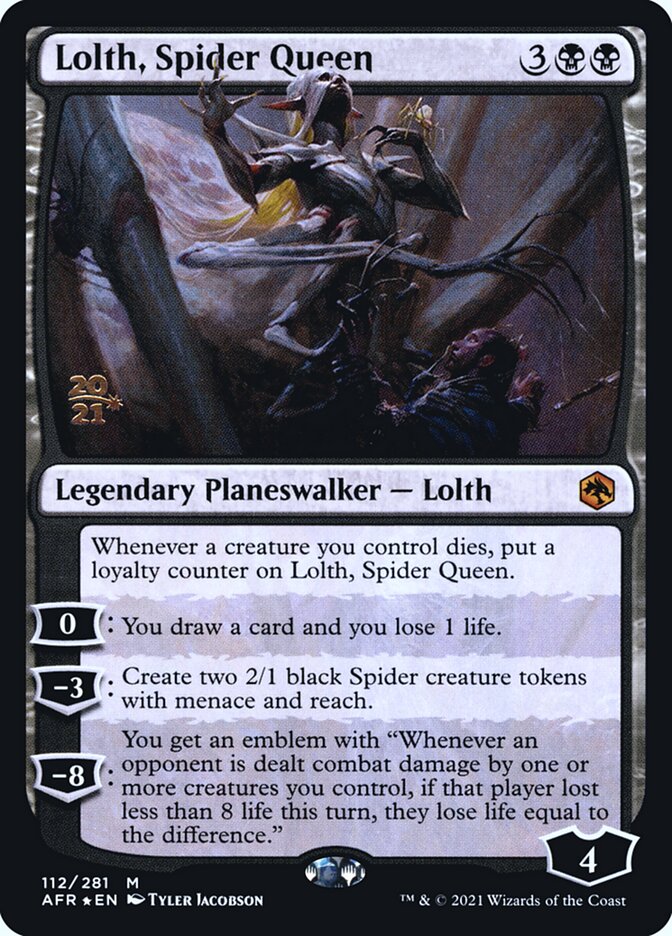 Lolth, Spider Queen 3
20
21
Legendary Planeswalker — Lolth
Whenever a creature you control dies, put a
loyalty counter on Lolth, Spider Queen.
0: You draw a card and you lose 1 life.
−3: Create two 2/1 black Spider creature tokens
with menace and reach.
You get an emblem with “Whenever an
opponent is dealt combat damage by one or
−8: more creatures you control, if that player lost
less than 8 life this turn, they lose life equal to
the difference.”
4
112/281 M
AFR ★ EN Tyler Jacobson
™ & © 2021 Wizards of the Coast